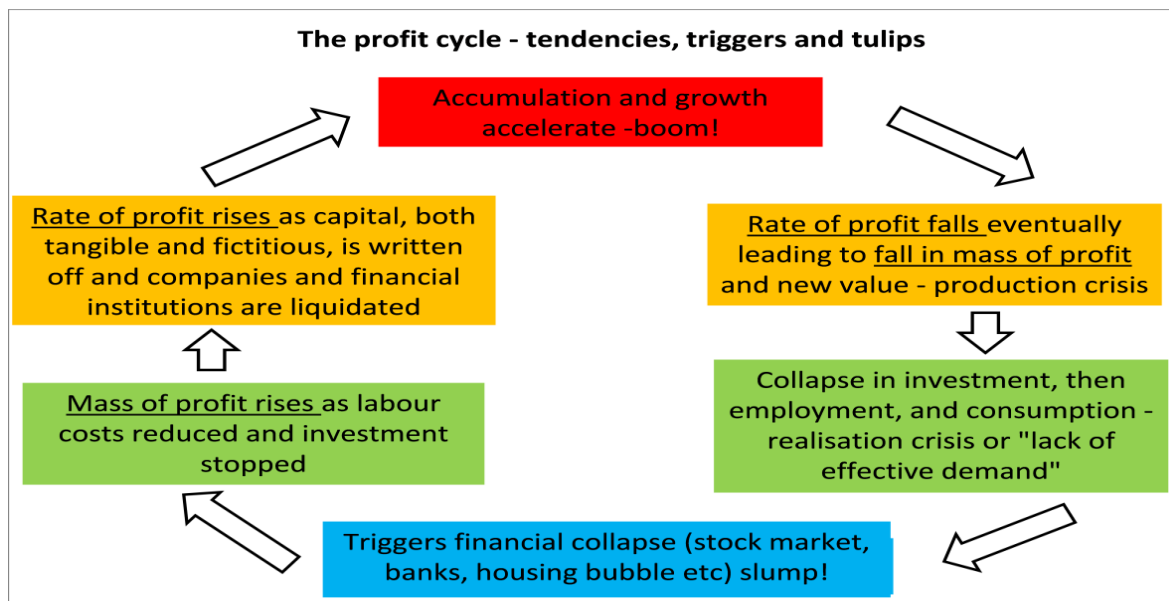 The profit cycle - tendencies, triggers and tulips
Accumulation and growth
accelerate -boom!
Rate of profit falls eventually
leading to fall in mass of profit
and new value - production crisis
Collapse in investment, then
employment, and consumption -
realisation crisis or "lack of
effective demand"
Triggers financial collapse (stock market,
banks, housing bubble etc) slump!
Mass of profit rises as labour
costs reduced and investment
stopped
Rate of profit rises as capital, both
tangible and fictitious, is written
off and companies and financial
institutions are liquidated